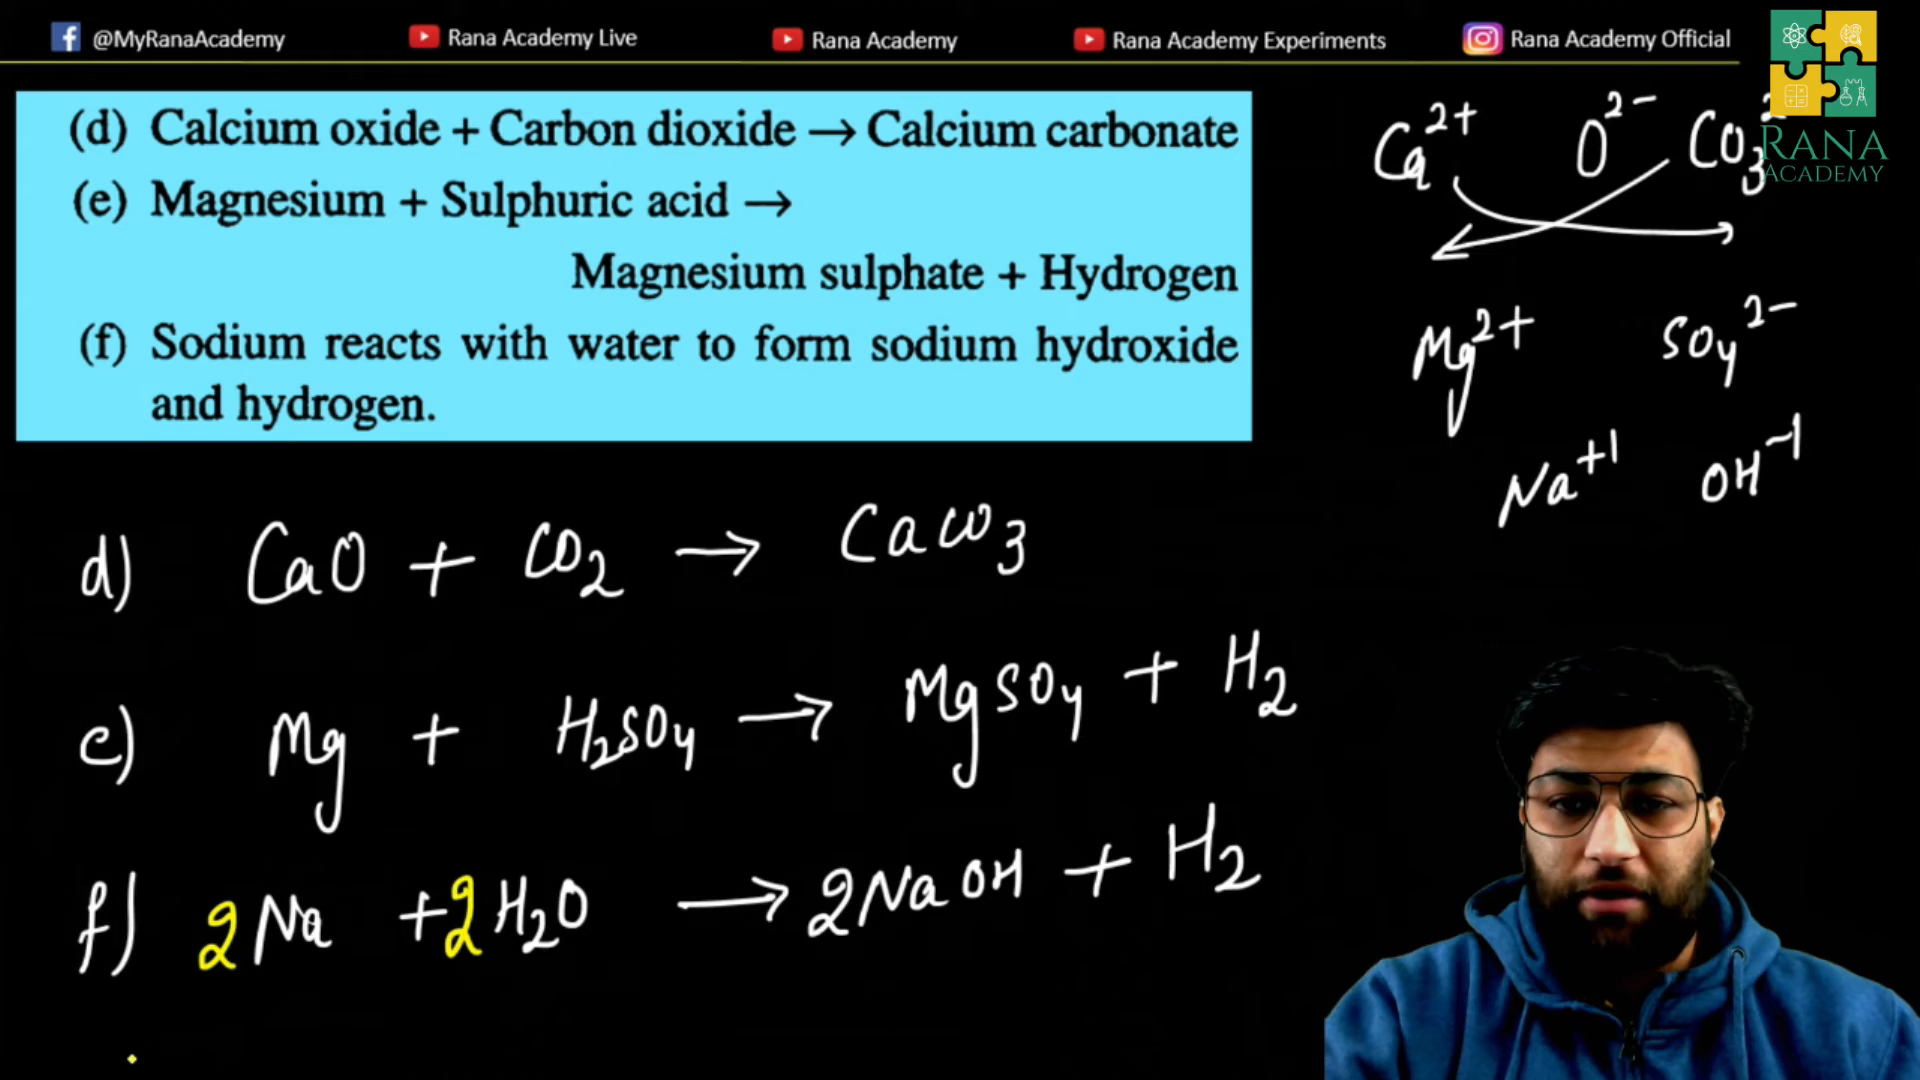 @MyRanaAcademy Rana Academy Live Rana Academy Rana Academy Experiments Rana Academy Official
RANA
ACADEMY
(d) Calcium oxide + Carbon dioxide → Calcium carbonate
(e) Magnesium + Sulphuric acid →
Magnesium sulphate + Hydrogen
(f) Sodium reacts with water to form sodium hydroxide
and hydrogen.
Ca²⁺ O²⁻ CO₃²
Mg²⁺ SO₄²⁻
Na⁺¹ OH⁻¹
d) CaO + CO₂ → CaCO₃
e) Mg + H₂SO₄ → MgSO₄ + H₂
f) 2Na + 2H₂O → 2NaOH + H₂